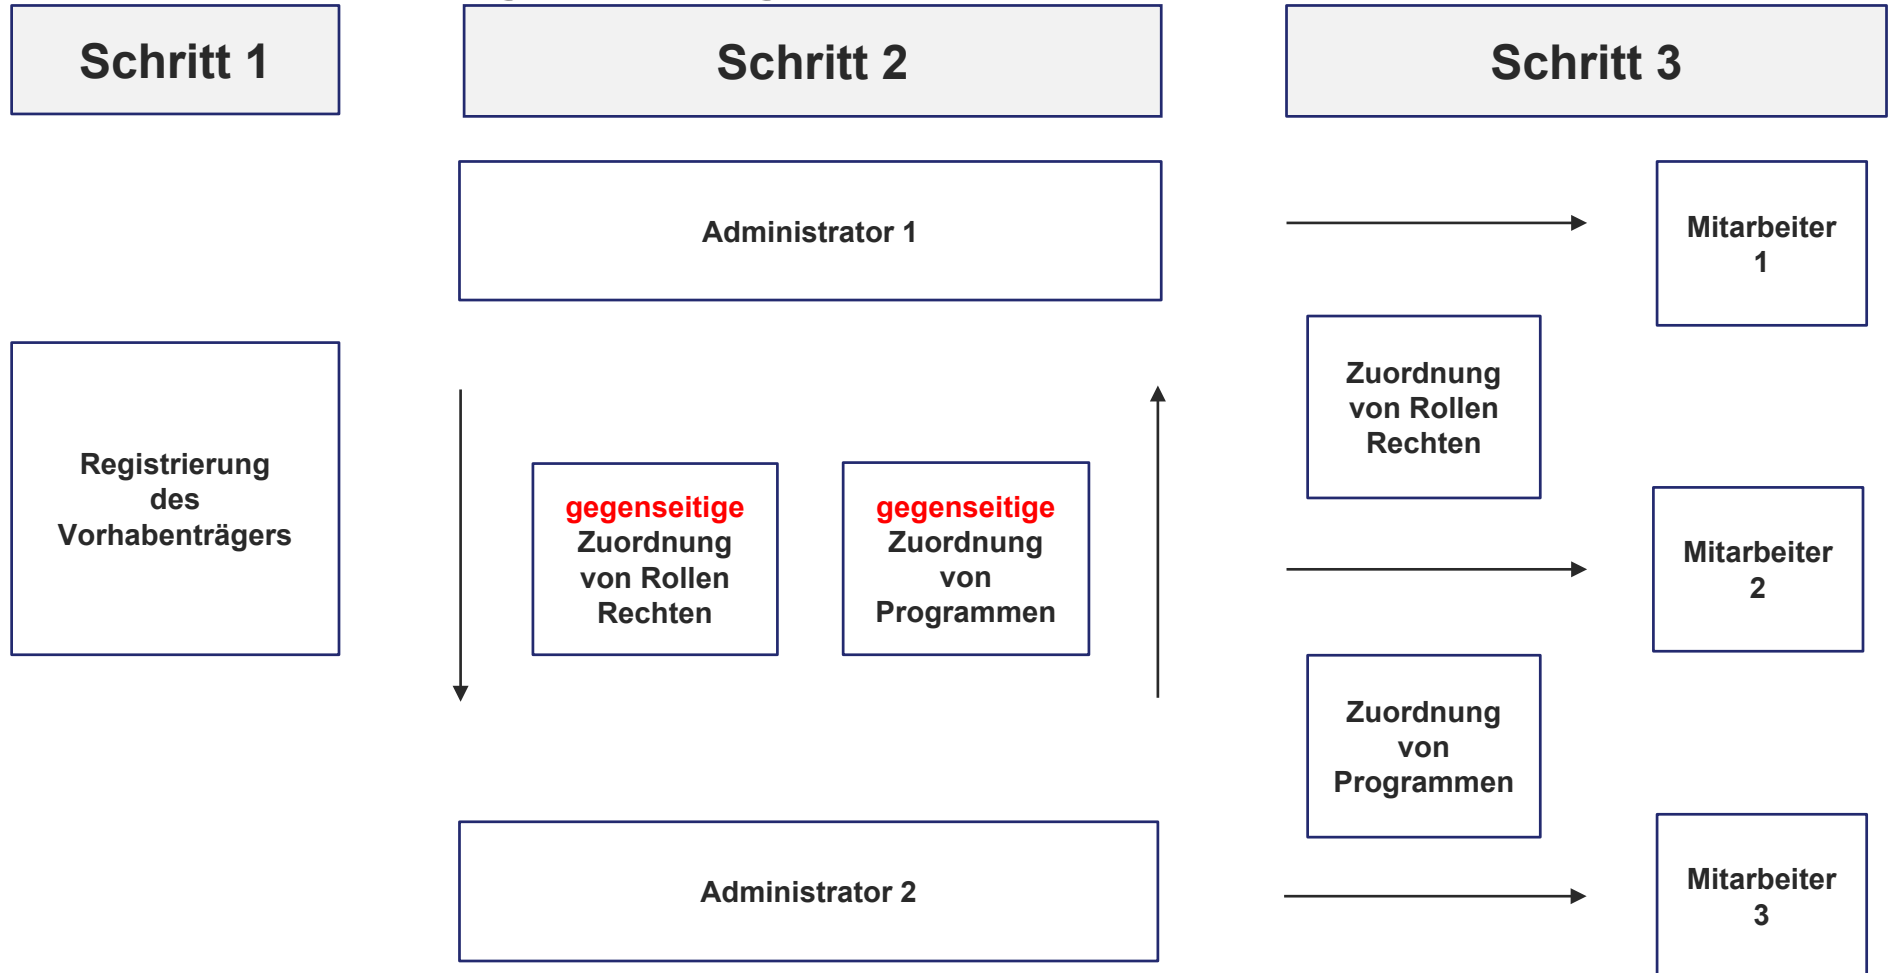 Schritt 1
Schritt 2
Schritt 3
Administrator 1
Mitarbeiter
1
Registrierung
des
Vorhabenträgers
gegenseitige
Zuordnung
von Rollen
Rechten
gegenseitige
Zuordnung
von
Programmen
Zuordnung
von Rollen
Rechten
Mitarbeiter
2
Zuordnung
von
Programmen
Administrator 2
Mitarbeiter
3